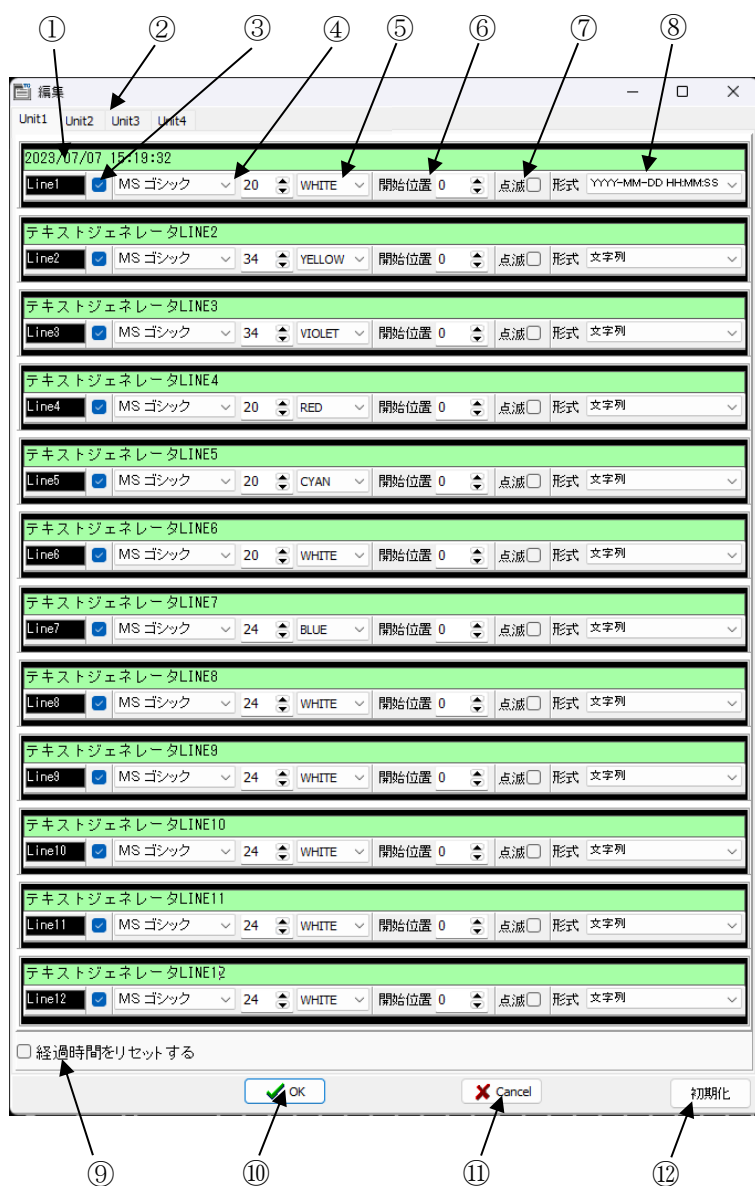 ① ② ③ ④ ⑤ ⑥ ⑦ ⑧
編集
Unit1 Unit2 Unit3 Unit4
2023/07/07 15:19:32
Line1 MS ゴシック 20 WHITE 開始位置 0 点滅 形式 YYYY-MM-DD HH:MM:SS
テキストジェネレータLINE2
Line2 MS ゴシック 34 YELLOW 開始位置 0 点滅 形式 文字列
テキストジェネレータLINE3
Line3 MS ゴシック 34 VIOLET 開始位置 0 点滅 形式 文字列
テキストジェネレータLINE4
Line4 MS ゴシック 20 RED 開始位置 0 点滅 形式 文字列
テキストジェネレータLINE5
Line5 MS ゴシック 20 CYAN 開始位置 0 点滅 形式 文字列
テキストジェネレータLINE6
Line6 MS ゴシック 20 WHITE 開始位置 0 点滅 形式 文字列
テキストジェネレータLINE7
Line7 MS ゴシック 24 BLUE 開始位置 0 点滅 形式 文字列
テキストジェネレータLINE8
Line8 MS ゴシック 24 WHITE 開始位置 0 点滅 形式 文字列
テキストジェネレータLINE9
Line9 MS ゴシック 24 WHITE 開始位置 0 点滅 形式 文字列
テキストジェネレータLINE10
Line10 MS ゴシック 24 WHITE 開始位置 0 点滅 形式 文字列
テキストジェネレータLINE11
Line11 MS ゴシック 24 WHITE 開始位置 0 点滅 形式 文字列
テキストジェネレータLINE12
Line12 MS ゴシック 24 WHITE 開始位置 0 点滅 形式 文字列
経過時間をリセットする
OK Cancel 初期化
⑨ ⑩ ⑪ ⑫